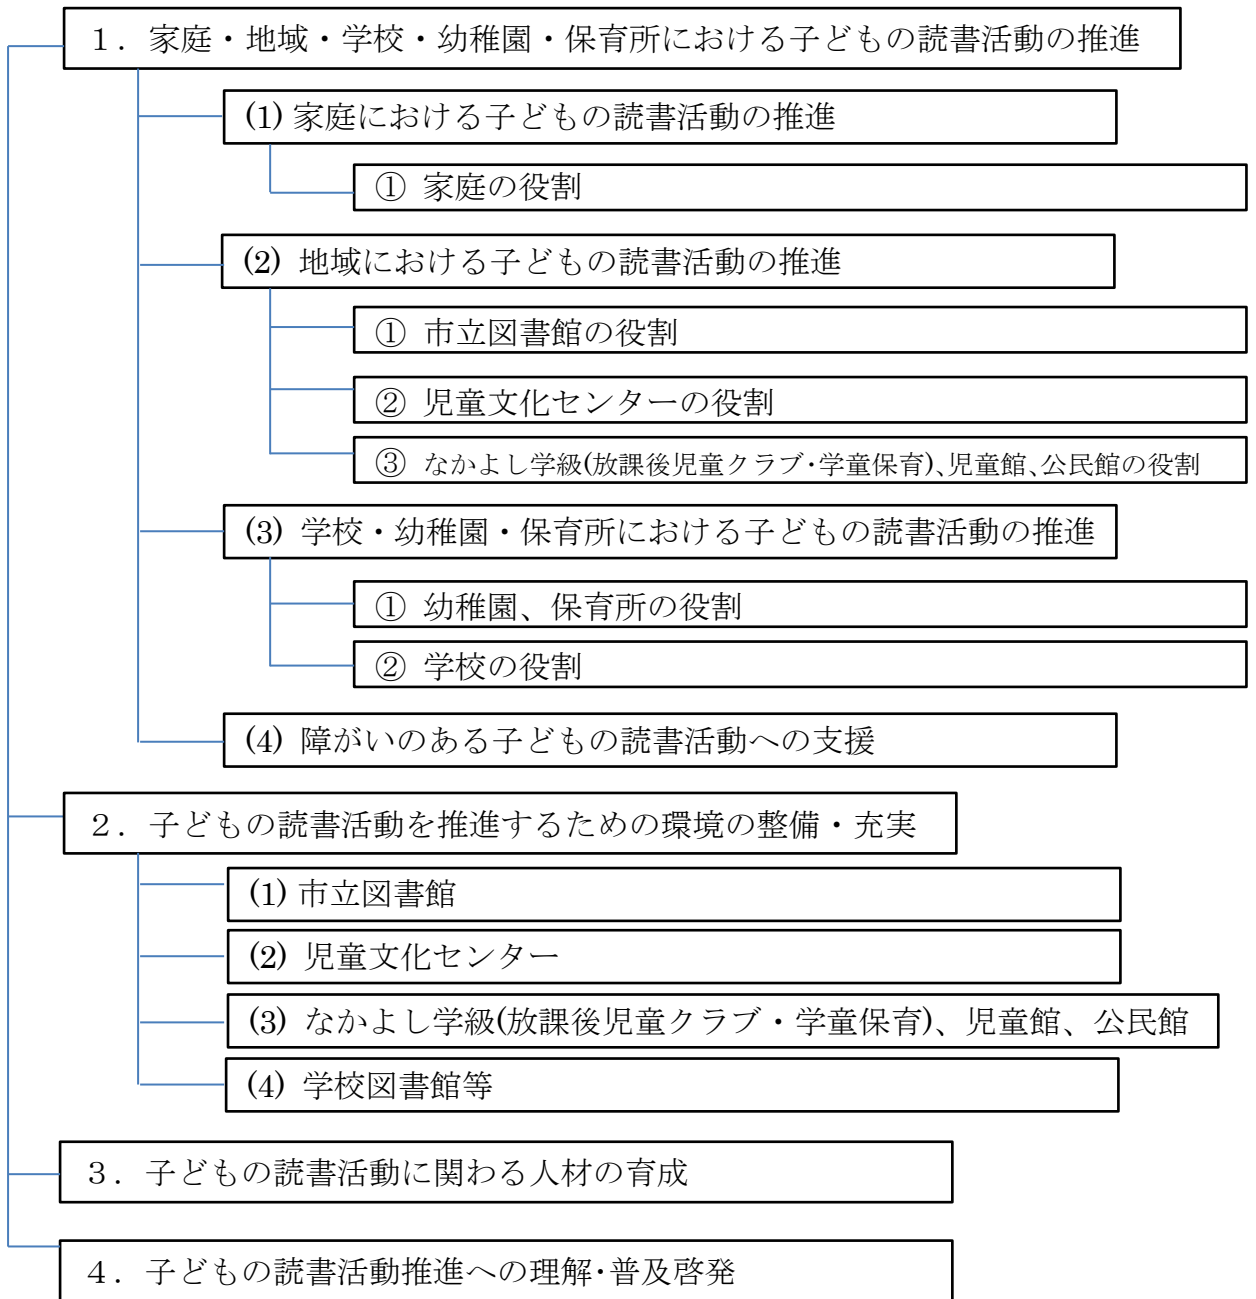 １．家庭・地域・学校・幼稚園・保育所における子どもの読書活動の推進
(1) 家庭における子どもの読書活動の推進
① 家庭の役割
(2) 地域における子どもの読書活動の推進
① 市立図書館の役割
② 児童文化センターの役割
③ なかよし学級(放課後児童クラブ・学童保育)、児童館、公民館の役割
(3) 学校・幼稚園・保育所における子どもの読書活動の推進
① 幼稚園、保育所の役割
② 学校の役割
(4) 障がいのある子どもの読書活動への支援
２．子どもの読書活動を推進するための環境の整備・充実
(1) 市立図書館
(2) 児童文化センター
(3) なかよし学級(放課後児童クラブ・学童保育)、児童館、公民館
(4) 学校図書館等
３．子どもの読書活動に関わる人材の育成
４．子どもの読書活動推進への理解・普及啓発